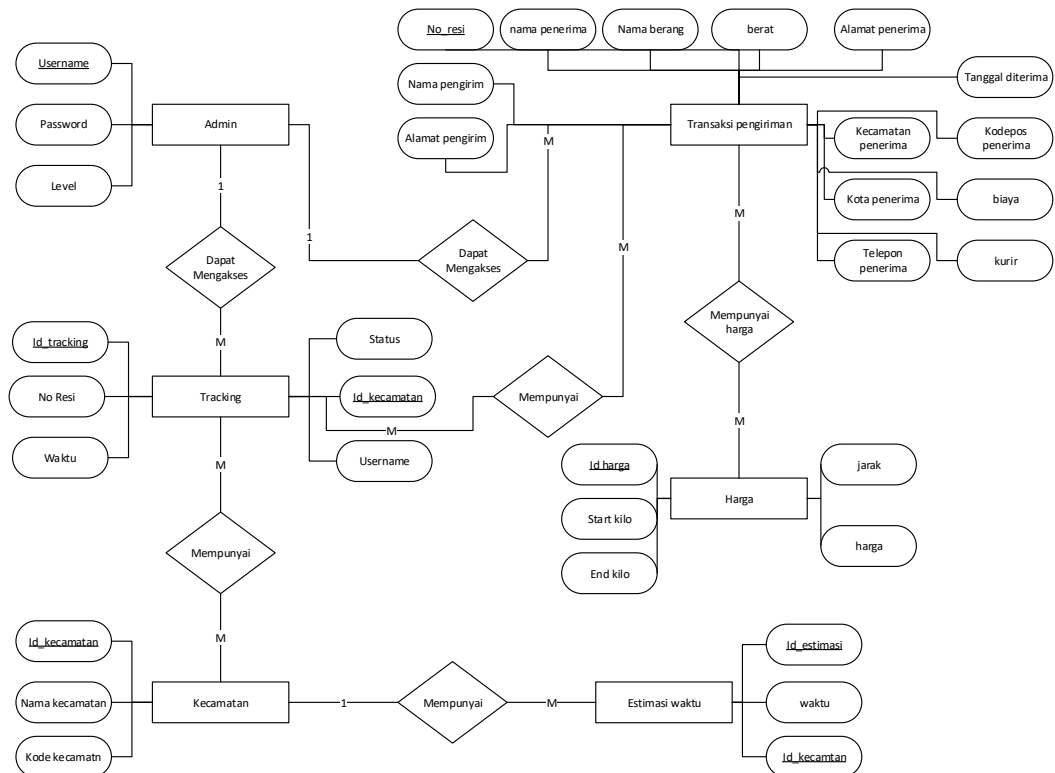 No_resi
nama penerima
Nama berang
berat
Alamat penerima
Username
Nama pengirim
Tanggal diterima
Password
Admin
Alamat pengirim
M
M
Transaksi pengiriman
Kecamatan
penerima
Kodepos
penerima
Level
1
Kota penerima
biaya
M
1
Dapat
Mengakses
Dapat
Mengakses
M
Telepon
penerima
kurir
Mempunyai
harga
Id_tracking
M
Status
No Resi
Tracking
Id_kecamatan
Mempunyai
M
M
Waktu
M
Username
Id harga
jarak
Start kilo
Harga
Mempunyai
End kilo
harga
Id_kecamatan
M
Id_estimasi
Nama kecamatan
Kecamatan
1
Mempunyai
M
Estimasi waktu
waktu
Kode kecamatn
Id_kecamtan